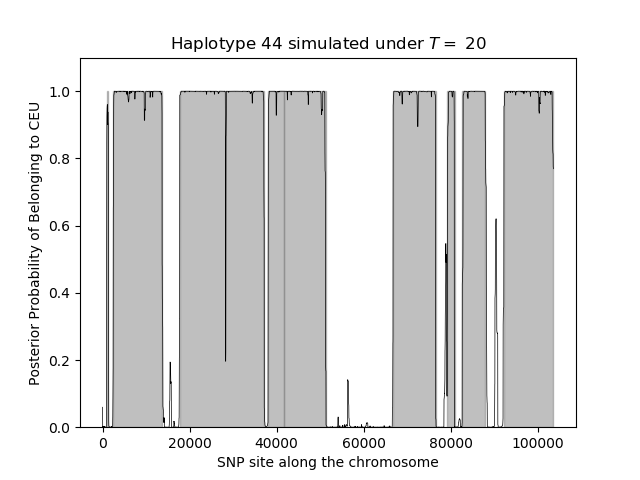 Haplotype 44 simulated under T = 20
Posterior Probability of Belonging to CEU
1.0
0.8
0.6
0.4
0.2
0.0
0 20000 40000 60000 80000 100000
SNP site along the chromosome